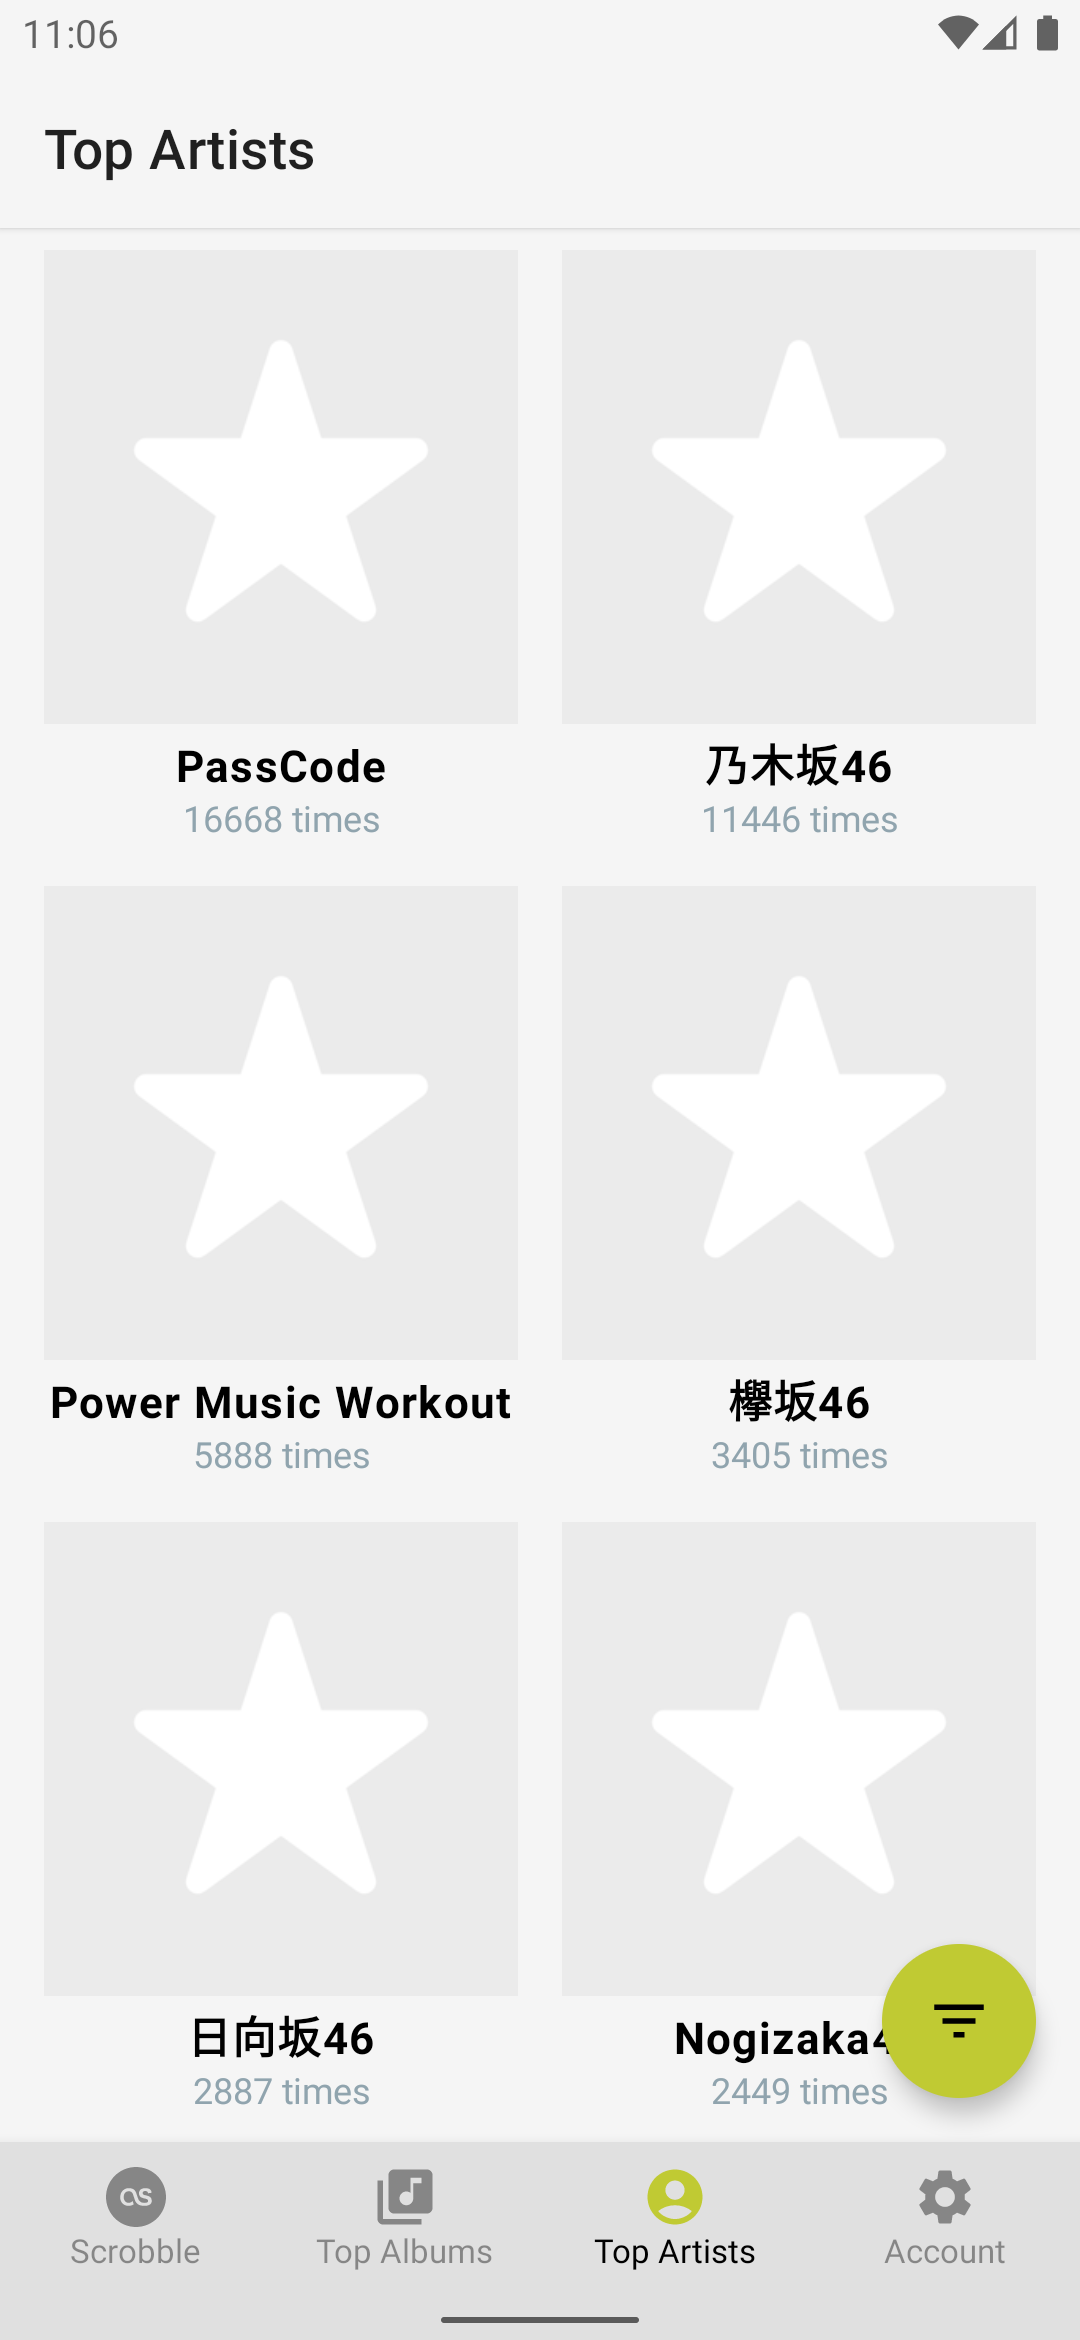 11:06
Top Artists
PassCode
16668 times
乃木坂46
11446 times
Power Music Workout
5888 times
欅坂46
3405 times
日向坂46
2887 times
Nogizaka4
2449 times
Scrobble
Top Albums
Top Artists
Account